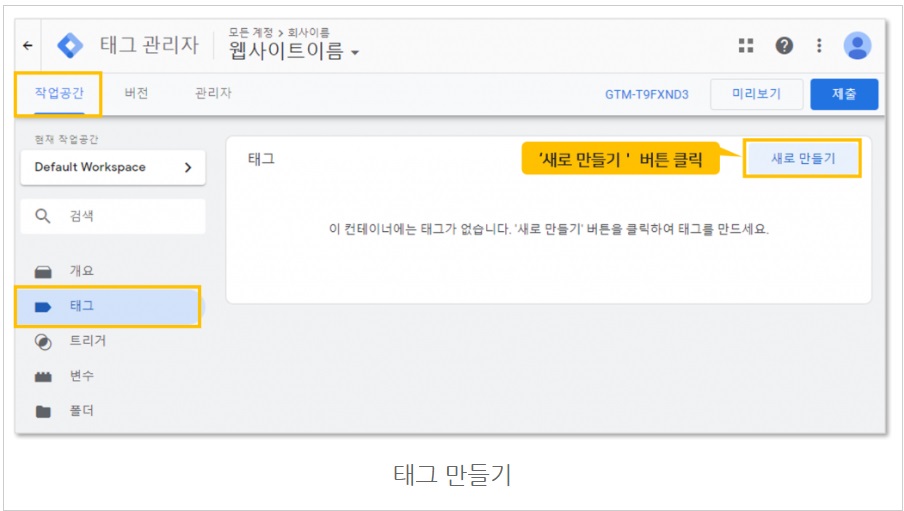 모든 계정 > 회사이름
태그 관리자
웹사이트이름
작업공간
버전
관리자
GTM-T9FXND3
미리보기
제출
현재 작업공간
Default Workspace
검색
개요
태그
트리거
변수
폴더
태그
'새로 만들기 ' 버튼 클릭
새로 만들기
이 컨테이너에는 태그가 없습니다. '새로 만들기' 버튼을 클릭하여 태그를 만드세요.
태그 만들기